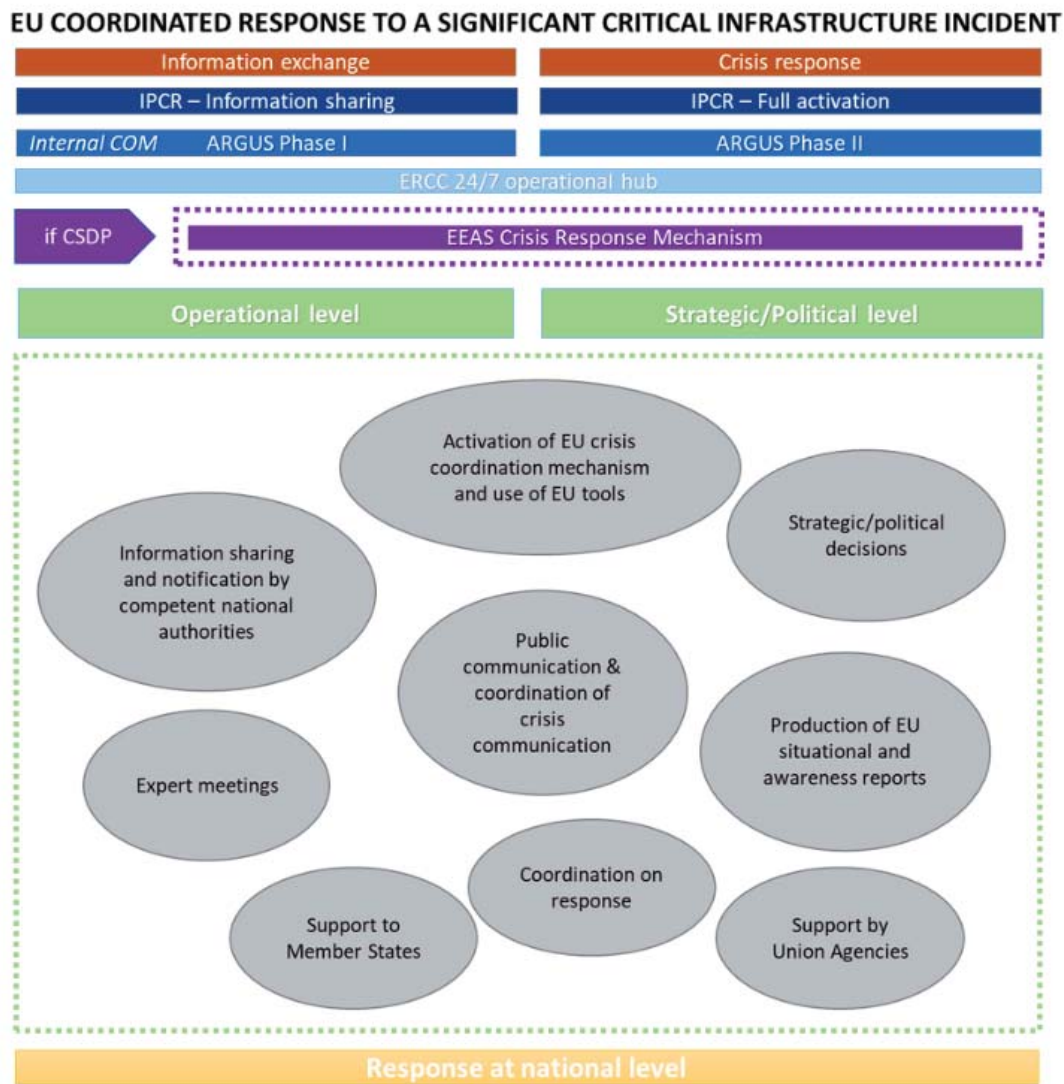 EU COORDINATED RESPONSE TO A SIGNIFICANT CRITICAL INFRASTRUCTURE INCIDENT
Information exchange
Crisis response
IPCR – Information sharing
IPCR – Full activation
Internal COM ARGUS Phase I
ARGUS Phase II
ERCC 24/7 operational hub
if CSDP
EEAS Crisis Response Mechanism
Operational level
Strategic/Political level
Activation of EU crisis
coordination mechanism
and use of EU tools
Strategic/political
decisions
Information sharing
and notification by
competent national
authorities
Public
communication &
coordination of
crisis
communication
Production of EU
situational and
awareness reports
Expert meetings
Coordination on
response
Support to
Member States
Support by
Union Agencies
Response at national level